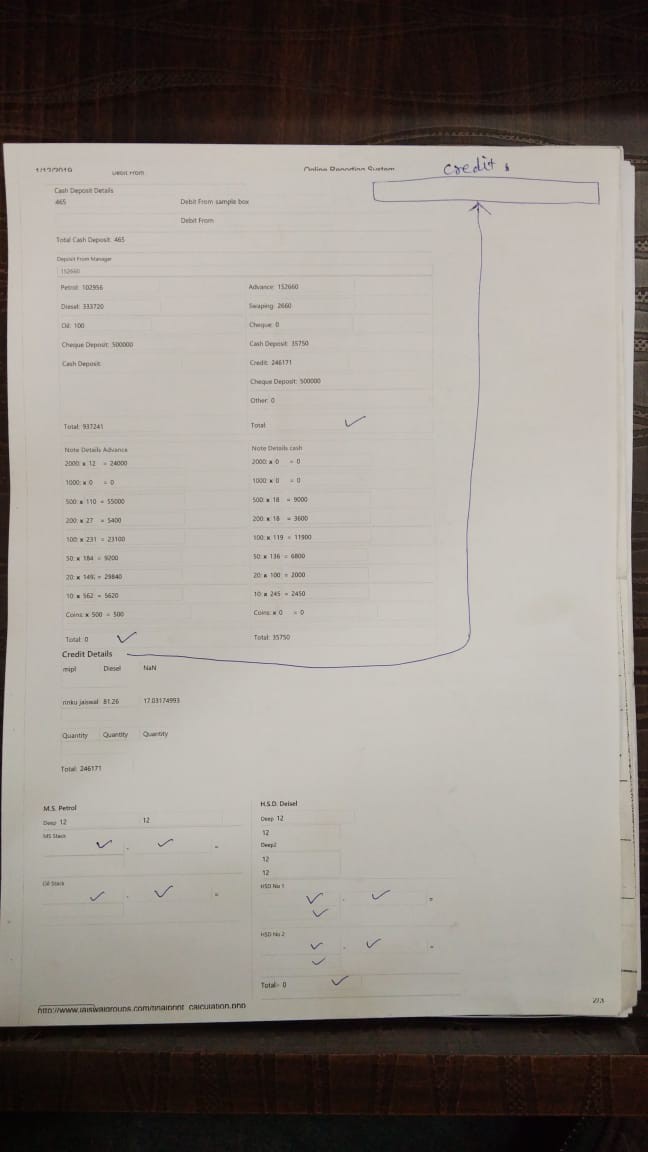 Online Reporting System
credit
Debit From
Cash Deposit Details
465 Debit From sample box
Debit From
Total Cash Deposit: 465
Deposit From Manager
152660
Petrol: 102956 Advance: 152660
Diesel: 333720 Swaping: 2660
Oil: 100 Cheque: 0
Cheque Deposit: 500000 Cash Deposit: 35750
Cash Deposit: Credit: 246171
Cheque Deposit: 500000
Other: 0
Total: 937241 Total:
Note Details Advance Note Details cash
2000: x 12 = 24000 2000: x 0 = 0
1000: x 0 = 0 1000: x 0 = 0
500: x 110 = 55000 500: x 18 = 9000
200: x 27 = 5400 200: x 18 = 3600
100: x 231 = 23100 100: x 119 = 11900
50: x 184 = 9200 50: x 136 = 6800
20: x 1492 = 29840 20: x 100 = 2000
10: x 562 = 5620 10: x 245 = 2450
Coins: x 500 = 500 Coins: x 0 = 0
Total: 0 Total: 35750
Credit Details
mipl Diesel NaN
rinku jaiswal 81.26 17.03174993
Quantity Quantity Quantity
Total: 246171
M.S. Petrol H.S.D. Deisel
Deep 12 12 Deep 12
12
MS Stack - =
Deep2
12
12
Oil Stack - =
HSD No 1 - =
HSD No 2 - =
Total:- 0
http://www.jaiswalgroups.com/finalprint_calculation.php 2/3